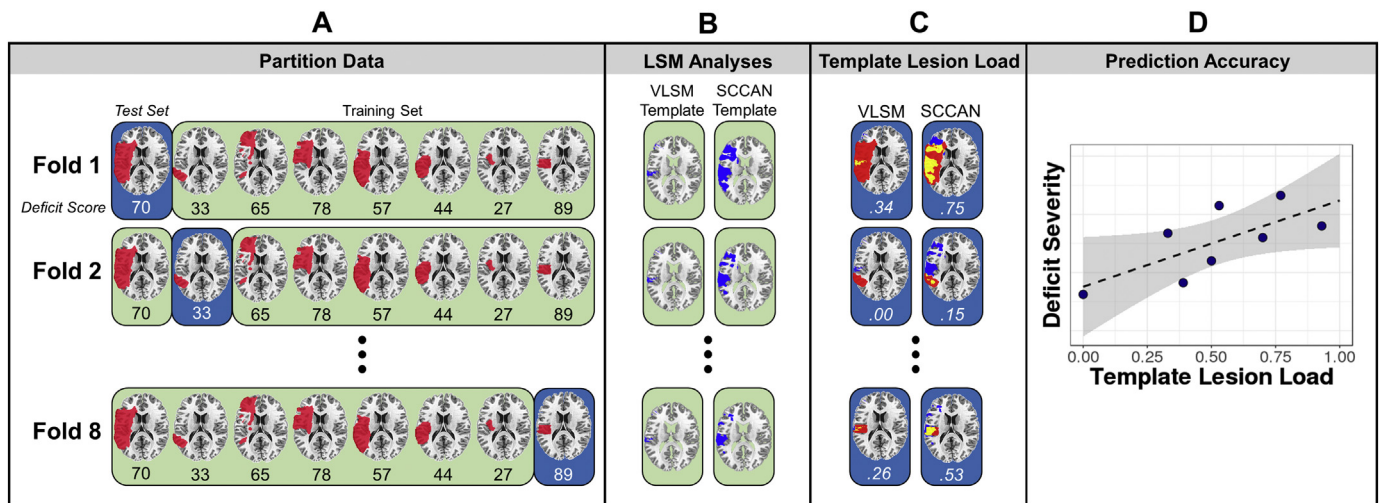 A B C D
Partition Data LSM Analyses Template Lesion Load Prediction Accuracy
Test Set Training Set
VLSM Template
SCCAN Template
VLSM SCCAN
Fold 1
Deficit Score 70 33 65 78 57 44 27 89
.34 .75
Fold 2
70 33 65 78 57 44 27 89
.00 .15
Fold 8
70 33 65 78 57 44 27 89
.26 .53
Deficit Severity
0.00 0.25 0.50 0.75 1.00
Template Lesion Load